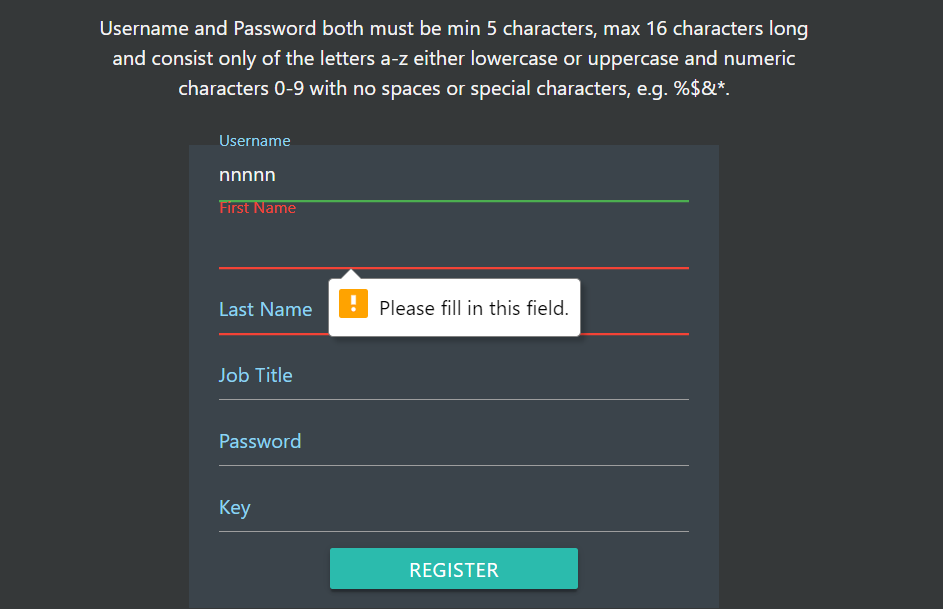 Username and Password both must be min 5 characters, max 16 characters long
and consist only of the letters a-z either lowercase or uppercase and numeric
characters 0-9 with no spaces or special characters, e.g. %$&*.
Username
nnnnn
First Name
Last Name
Please fill in this field.
Job Title
Password
Key
REGISTER